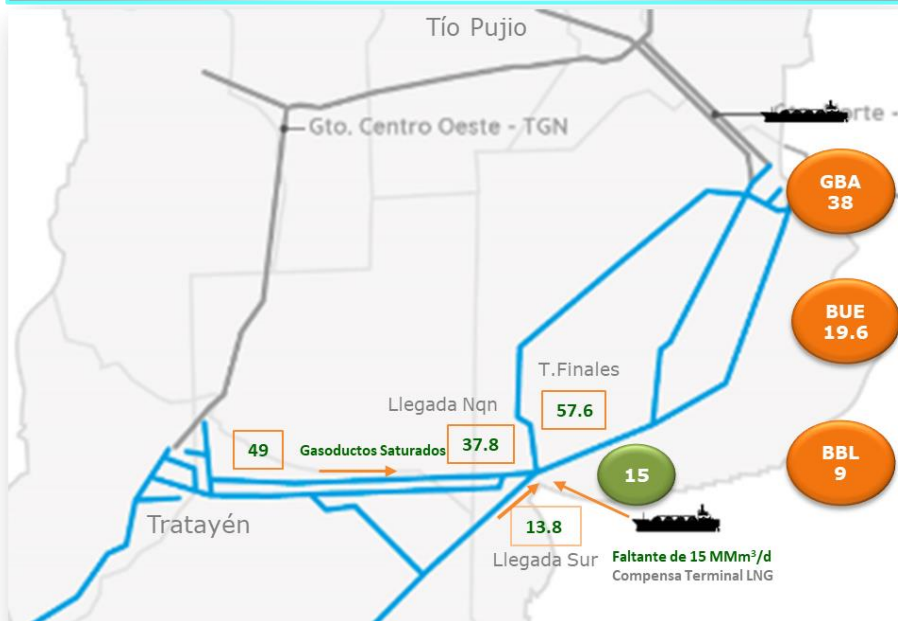 Tío Pujio
Gto. Centro Oeste - TGN
GBA
38
BUE
19.6
T.Finales
57.6
Llegada Nqn
37.8
49
Gasoductos Saturados
15
BBL
9
Tratayén
13.8
Llegada Sur
Faltante de 15 MMm³/d
Compensa Terminal LNG